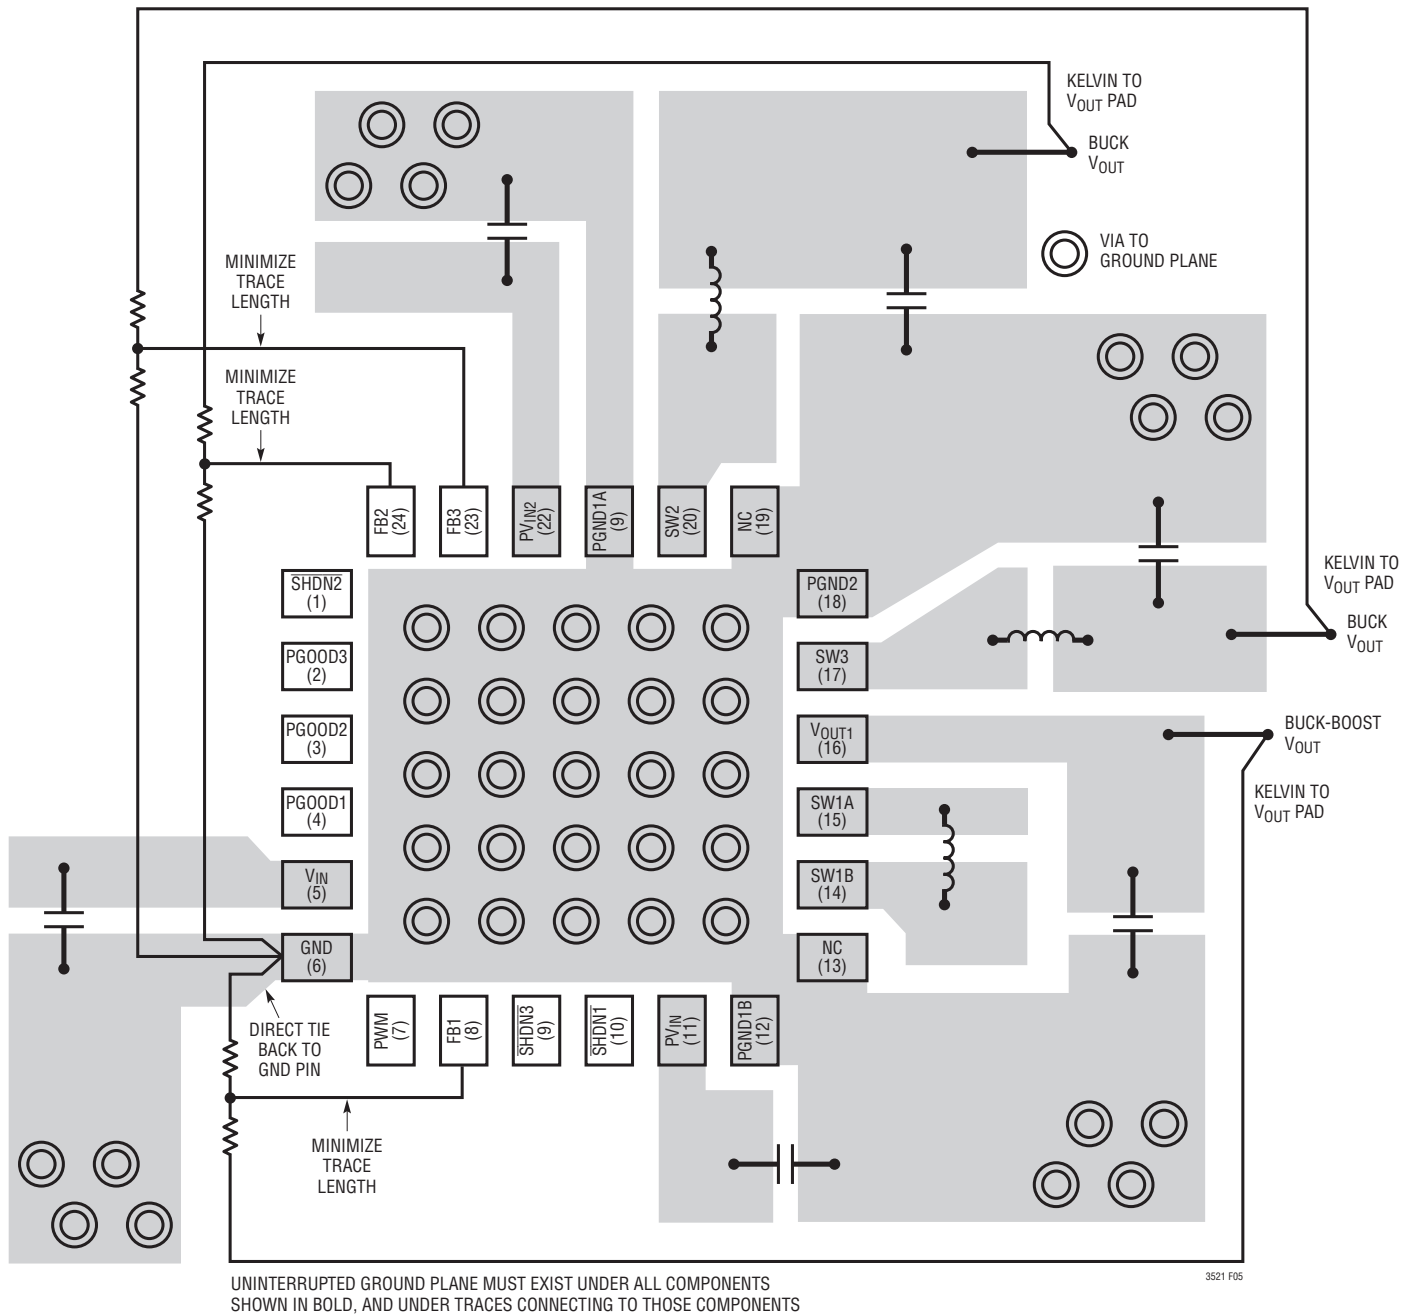 KELVIN TO
VOUT PAD
BUCK
VOUT
VIA TO
GROUND PLANE
MINIMIZE
TRACE
LENGTH
MINIMIZE
TRACE
LENGTH
FB2
(24)
FB3
(23)
PVIN2
(22)
PGND1A
(9)
SW2
(20)
NC
(19)
SHDN2
(1)
PGOOD3
(2)
PGOOD2
(3)
PGOOD1
(4)
VIN
(5)
GND
(6)
PGND2
(18)
SW3
(17)
VOUT1
(16)
SW1A
(15)
SW1B
(14)
NC
(13)
KELVIN TO
VOUT PAD
BUCK
VOUT
BUCK-BOOST
VOUT
KELVIN TO
VOUT PAD
PWM
(7)
FB1
(8)
SHDN3
(9)
SHDN1
(10)
PVIN
(11)
PGND1B
(12)
DIRECT TIE
BACK TO
GND PIN
MINIMIZE
TRACE
LENGTH
3521 F05
UNINTERRUPTED GROUND PLANE MUST EXIST UNDER ALL COMPONENTS
SHOWN IN BOLD, AND UNDER TRACES CONNECTING TO THOSE COMPONENTS